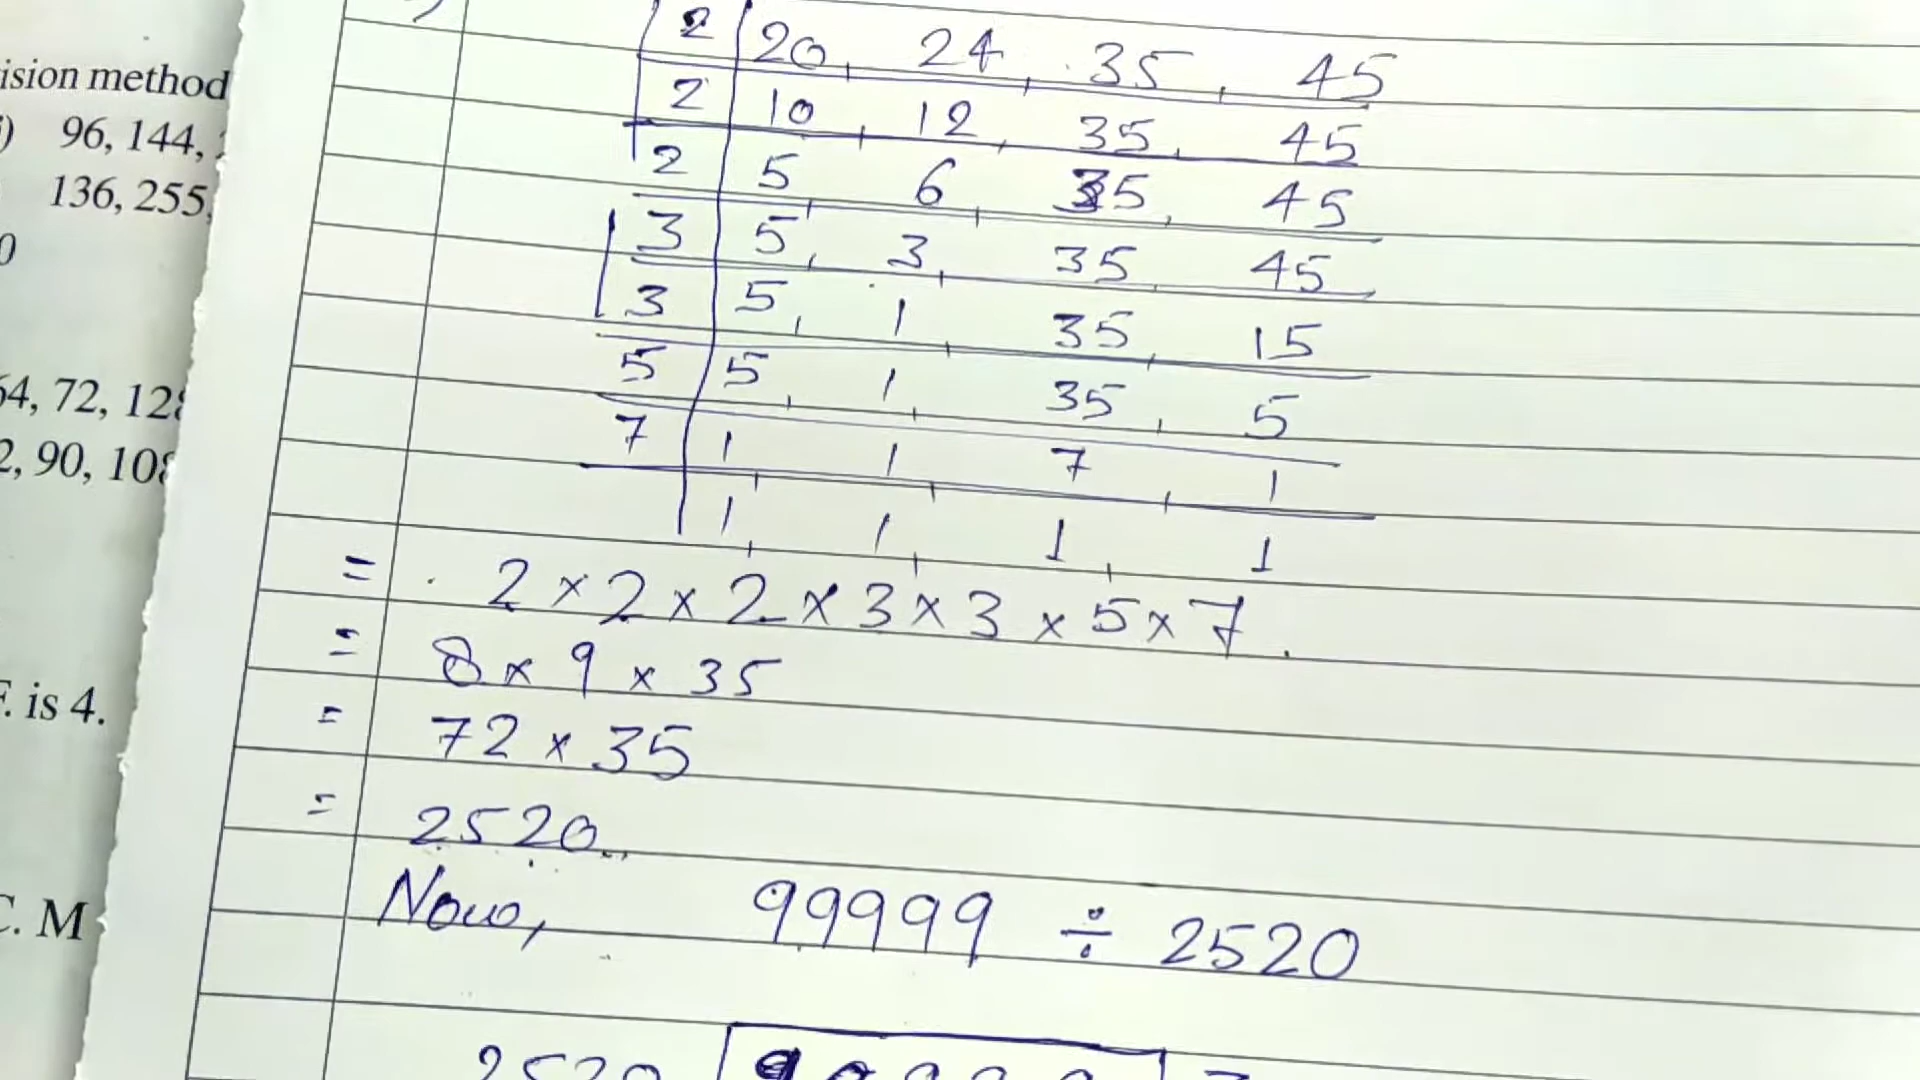 2 20, 24, 35, 45
2 10, 12, 35, 45
2 5, 6, 35, 45
3 5, 3, 35, 45
3 5, 1, 35, 15
5 5, 1, 35, 5
7 1, 1, 7, 1
1, 1, 1, 1
= 2 × 2 × 2 × 3 × 3 × 5 × 7.
= 8 × 9 × 35
= 72 × 35
= 2520
Now, 99999 ÷ 2520
2520
ision method
96, 144,
136, 255,
0
64, 72, 128
2, 90, 108
is 4.
C. M